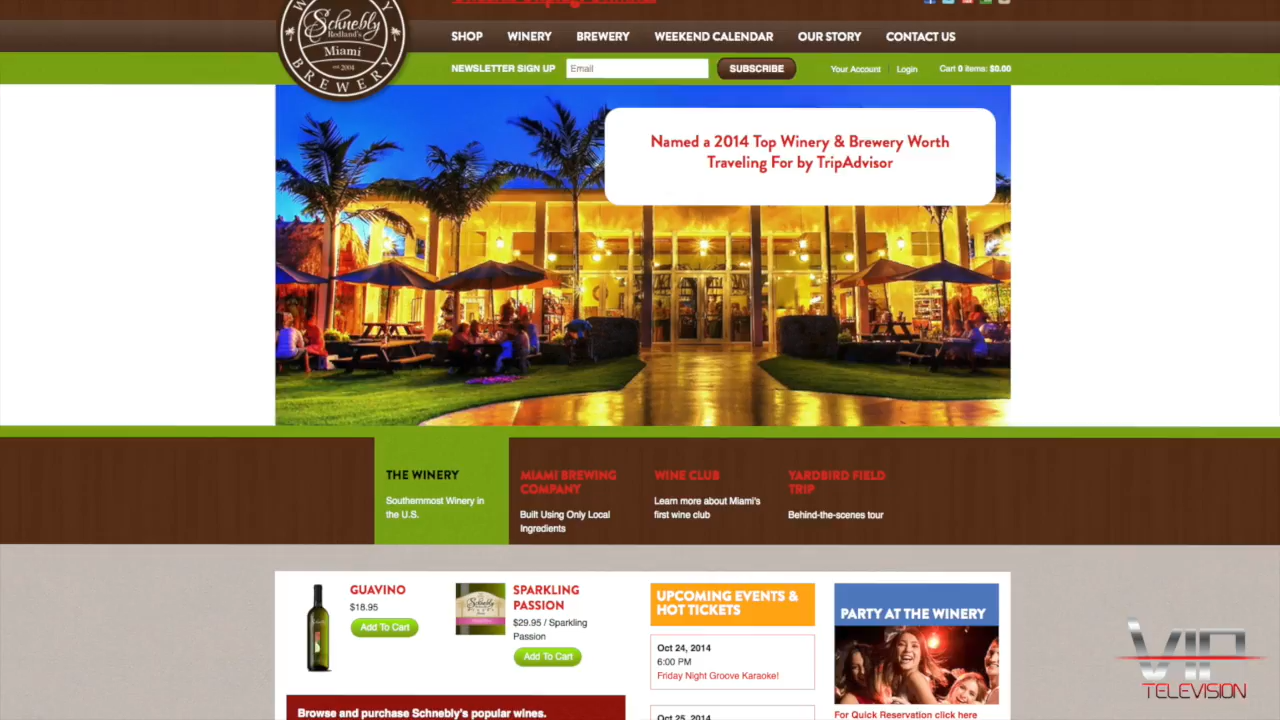 WINERY
Schnebly
Redland's
Miami
est 2004
BREWERY
SHOP WINERY BREWERY WEEKEND CALENDAR OUR STORY CONTACT US
NEWSLETTER SIGN UP Email SUBSCRIBE Your Account Login Cart 0 items: $0.00
Named a 2014 Top Winery & Brewery Worth
Traveling For by TripAdvisor
THE WINERY
Southernmost Winery in
the U.S.
MIAMI BREWING
COMPANY
Built Using Only Local
Ingredients
WINE CLUB
Learn more about Miami's
first wine club
YARDBIRD FIELD
TRIP
Behind-the-scenes tour
GUAVINO
$18.95
Add To Cart
Schnebly
SPARKLING
PASSION
$29.95 / Sparkling
Passion
Add To Cart
Browse and purchase Schnebly's popular wines.
UPCOMING EVENTS &
HOT TICKETS
Oct 24, 2014
6:00 PM
Friday Night Groove Karaoke!
Oct 25, 2014
PARTY AT THE WINERY
For Quick Reservation click here
VIP
TELEVISION